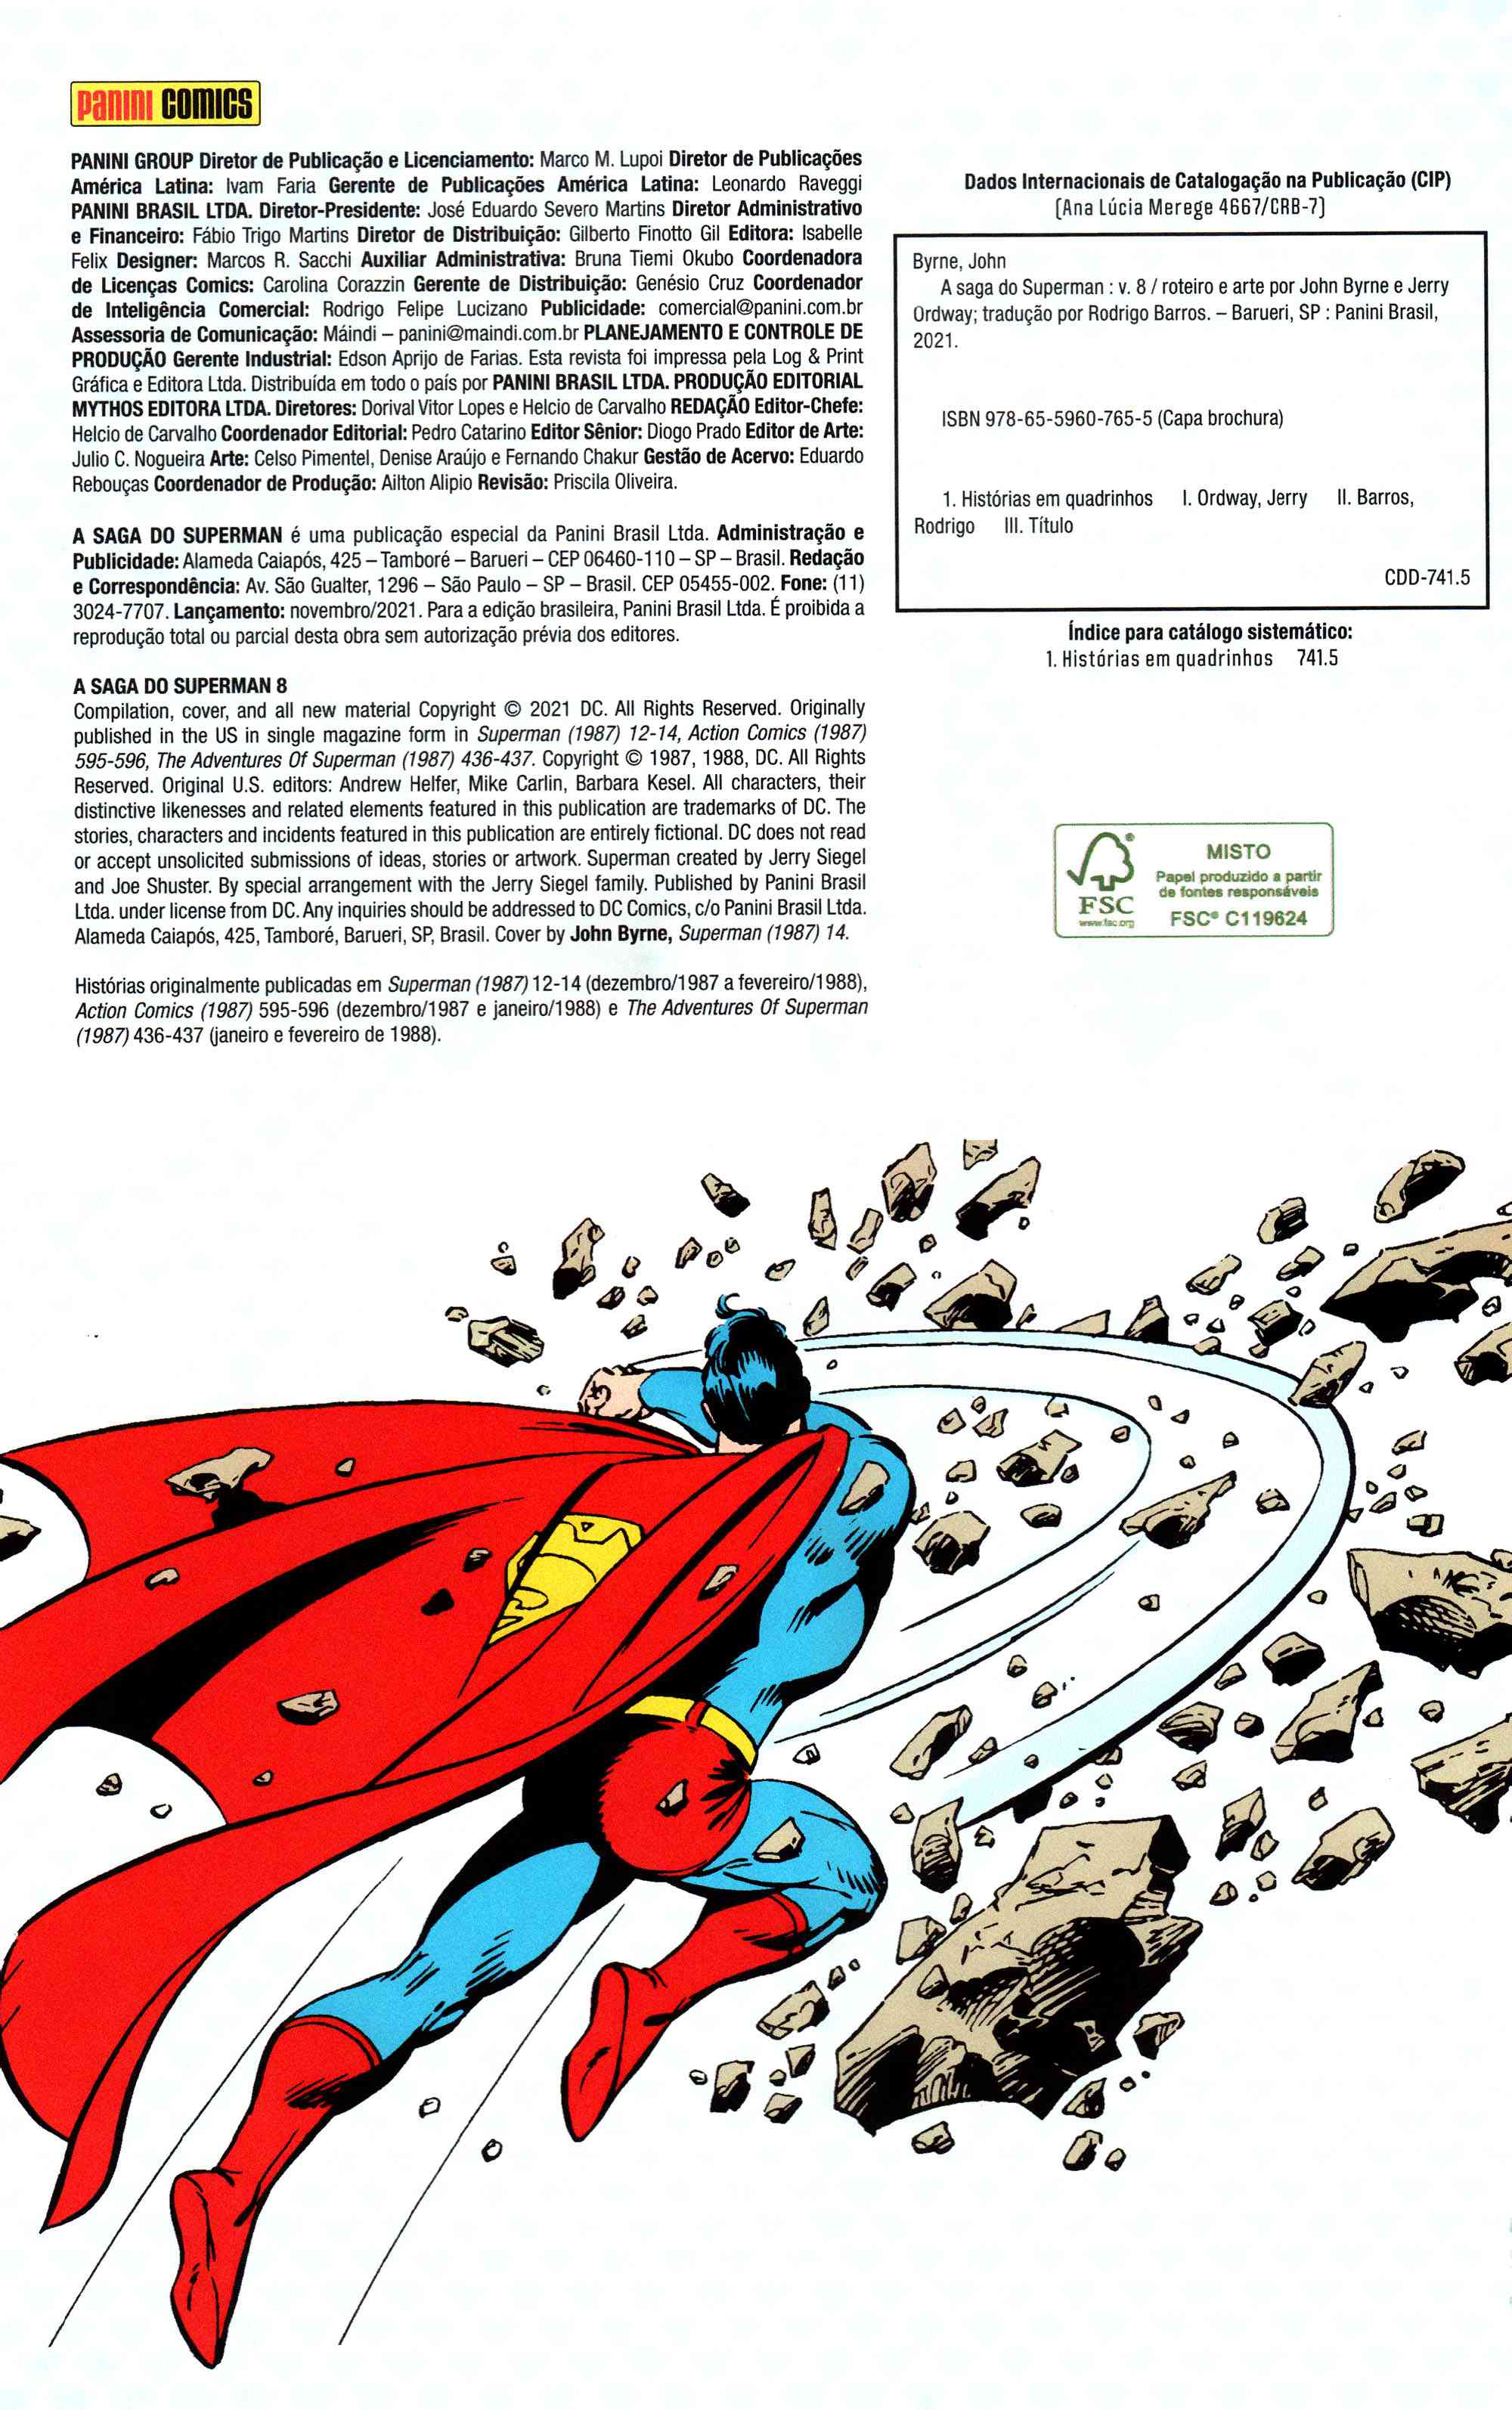 PANINI COMICS
PANINI GROUP Diretor de Publicação e Licenciamento: Marco M. Lupoi Diretor de Publicações
América Latina: Ivam Faria Gerente de Publicações América Latina: Leonardo Raveggi
PANINI BRASIL LTDA. Diretor-Presidente: José Eduardo Severo Martins Diretor Administrativo
e Financeiro: Fábio Trigo Martins Diretor de Distribuição: Gilberto Finotto Gil Editora: Isabelle
Felix Designer: Marcos R. Sacchi Auxiliar Administrativa: Bruna Tiemi Okubo Coordenadora
de Licenças Comics: Carolina Corazzin Gerente de Distribuição: Genésio Cruz Coordenador
de Inteligência Comercial: Rodrigo Felipe Lucizano Publicidade: comercial@panini.com.br
Assessoria de Comunicação: Máindi – panini@maindi.com.br PLANEJAMENTO E CONTROLE DE
PRODUÇÃO Gerente Industrial: Edson Aprijo de Farias. Esta revista foi impressa pela Log & Print
Gráfica e Editora Ltda. Distribuída em todo o país por PANINI BRASIL LTDA. PRODUÇÃO EDITORIAL
MYTHOS EDITORA LTDA. Diretores: Dorival Vitor Lopes e Helcio de Carvalho REDAÇÃO Editor-Chefe:
Helcio de Carvalho Coordenador Editorial: Pedro Catarino Editor Sênior: Diogo Prado Editor de Arte:
Julio C. Nogueira Arte: Celso Pimentel, Denise Araújo e Fernando Chakur Gestão de Acervo: Eduardo
Rebouças Coordenador de Produção: Ailton Alipio Revisão: Priscila Oliveira.
A SAGA DO SUPERMAN é uma publicação especial da Panini Brasil Ltda. Administração e
Publicidade: Alameda Caiapós, 425 – Tamboré – Barueri – CEP 06460-110 – SP – Brasil. Redação
e Correspondência: Av. São Gualter, 1296 – São Paulo – SP – Brasil. CEP 05455-002. Fone: (11)
3024-7707. Lançamento: novembro/2021. Para a edição brasileira, Panini Brasil Ltda. É proibida a
reprodução total ou parcial desta obra sem autorização prévia dos editores.
A SAGA DO SUPERMAN 8
Compilation, cover, and all new material Copyright © 2021 DC. All Rights Reserved. Originally
published in the US in single magazine form in Superman (1987) 12-14, Action Comics (1987)
595-596, The Adventures Of Superman (1987) 436-437. Copyright © 1987, 1988, DC. All Rights
Reserved. Original U.S. editors: Andrew Helfer, Mike Carlin, Barbara Kesel. All characters, their
distinctive likenesses and related elements featured in this publication are trademarks of DC. The
stories, characters and incidents featured in this publication are entirely fictional. DC does not read
or accept unsolicited submissions of ideas, stories or artwork. Superman created by Jerry Siegel
and Joe Shuster. By special arrangement with the Jerry Siegel family. Published by Panini Brasil
Ltda. under license from DC. Any inquiries should be addressed to DC Comics, c/o Panini Brasil Ltda.
Alameda Caiapós, 425, Tamboré, Barueri, SP, Brasil. Cover by John Byrne, Superman (1987) 14.
Histórias originalmente publicadas em Superman (1987) 12-14 (dezembro/1987 a fevereiro/1988),
Action Comics (1987) 595-596 (dezembro/1987 e janeiro/1988) e The Adventures Of Superman
(1987) 436-437 (janeiro e fevereiro de 1988).
Dados Internacionais de Catalogação na Publicação (CIP)
(Ana Lúcia Merege 4667/CRB-7)
Byrne, John
A saga do Superman : v. 8 / roteiro e arte por John Byrne e Jerry
Ordway; tradução por Rodrigo Barros. – Barueri, SP : Panini Brasil,
2021.
ISBN 978-65-5960-765-5 (Capa brochura)
1. Histórias em quadrinhos I. Ordway, Jerry II. Barros,
Rodrigo III. Título
CDD-741.5
Índice para catálogo sistemático:
1. Histórias em quadrinhos 741.5
FSC
www.fsc.org
MISTO
Papel produzido a partir
de fontes responsáveis
FSC® C119624